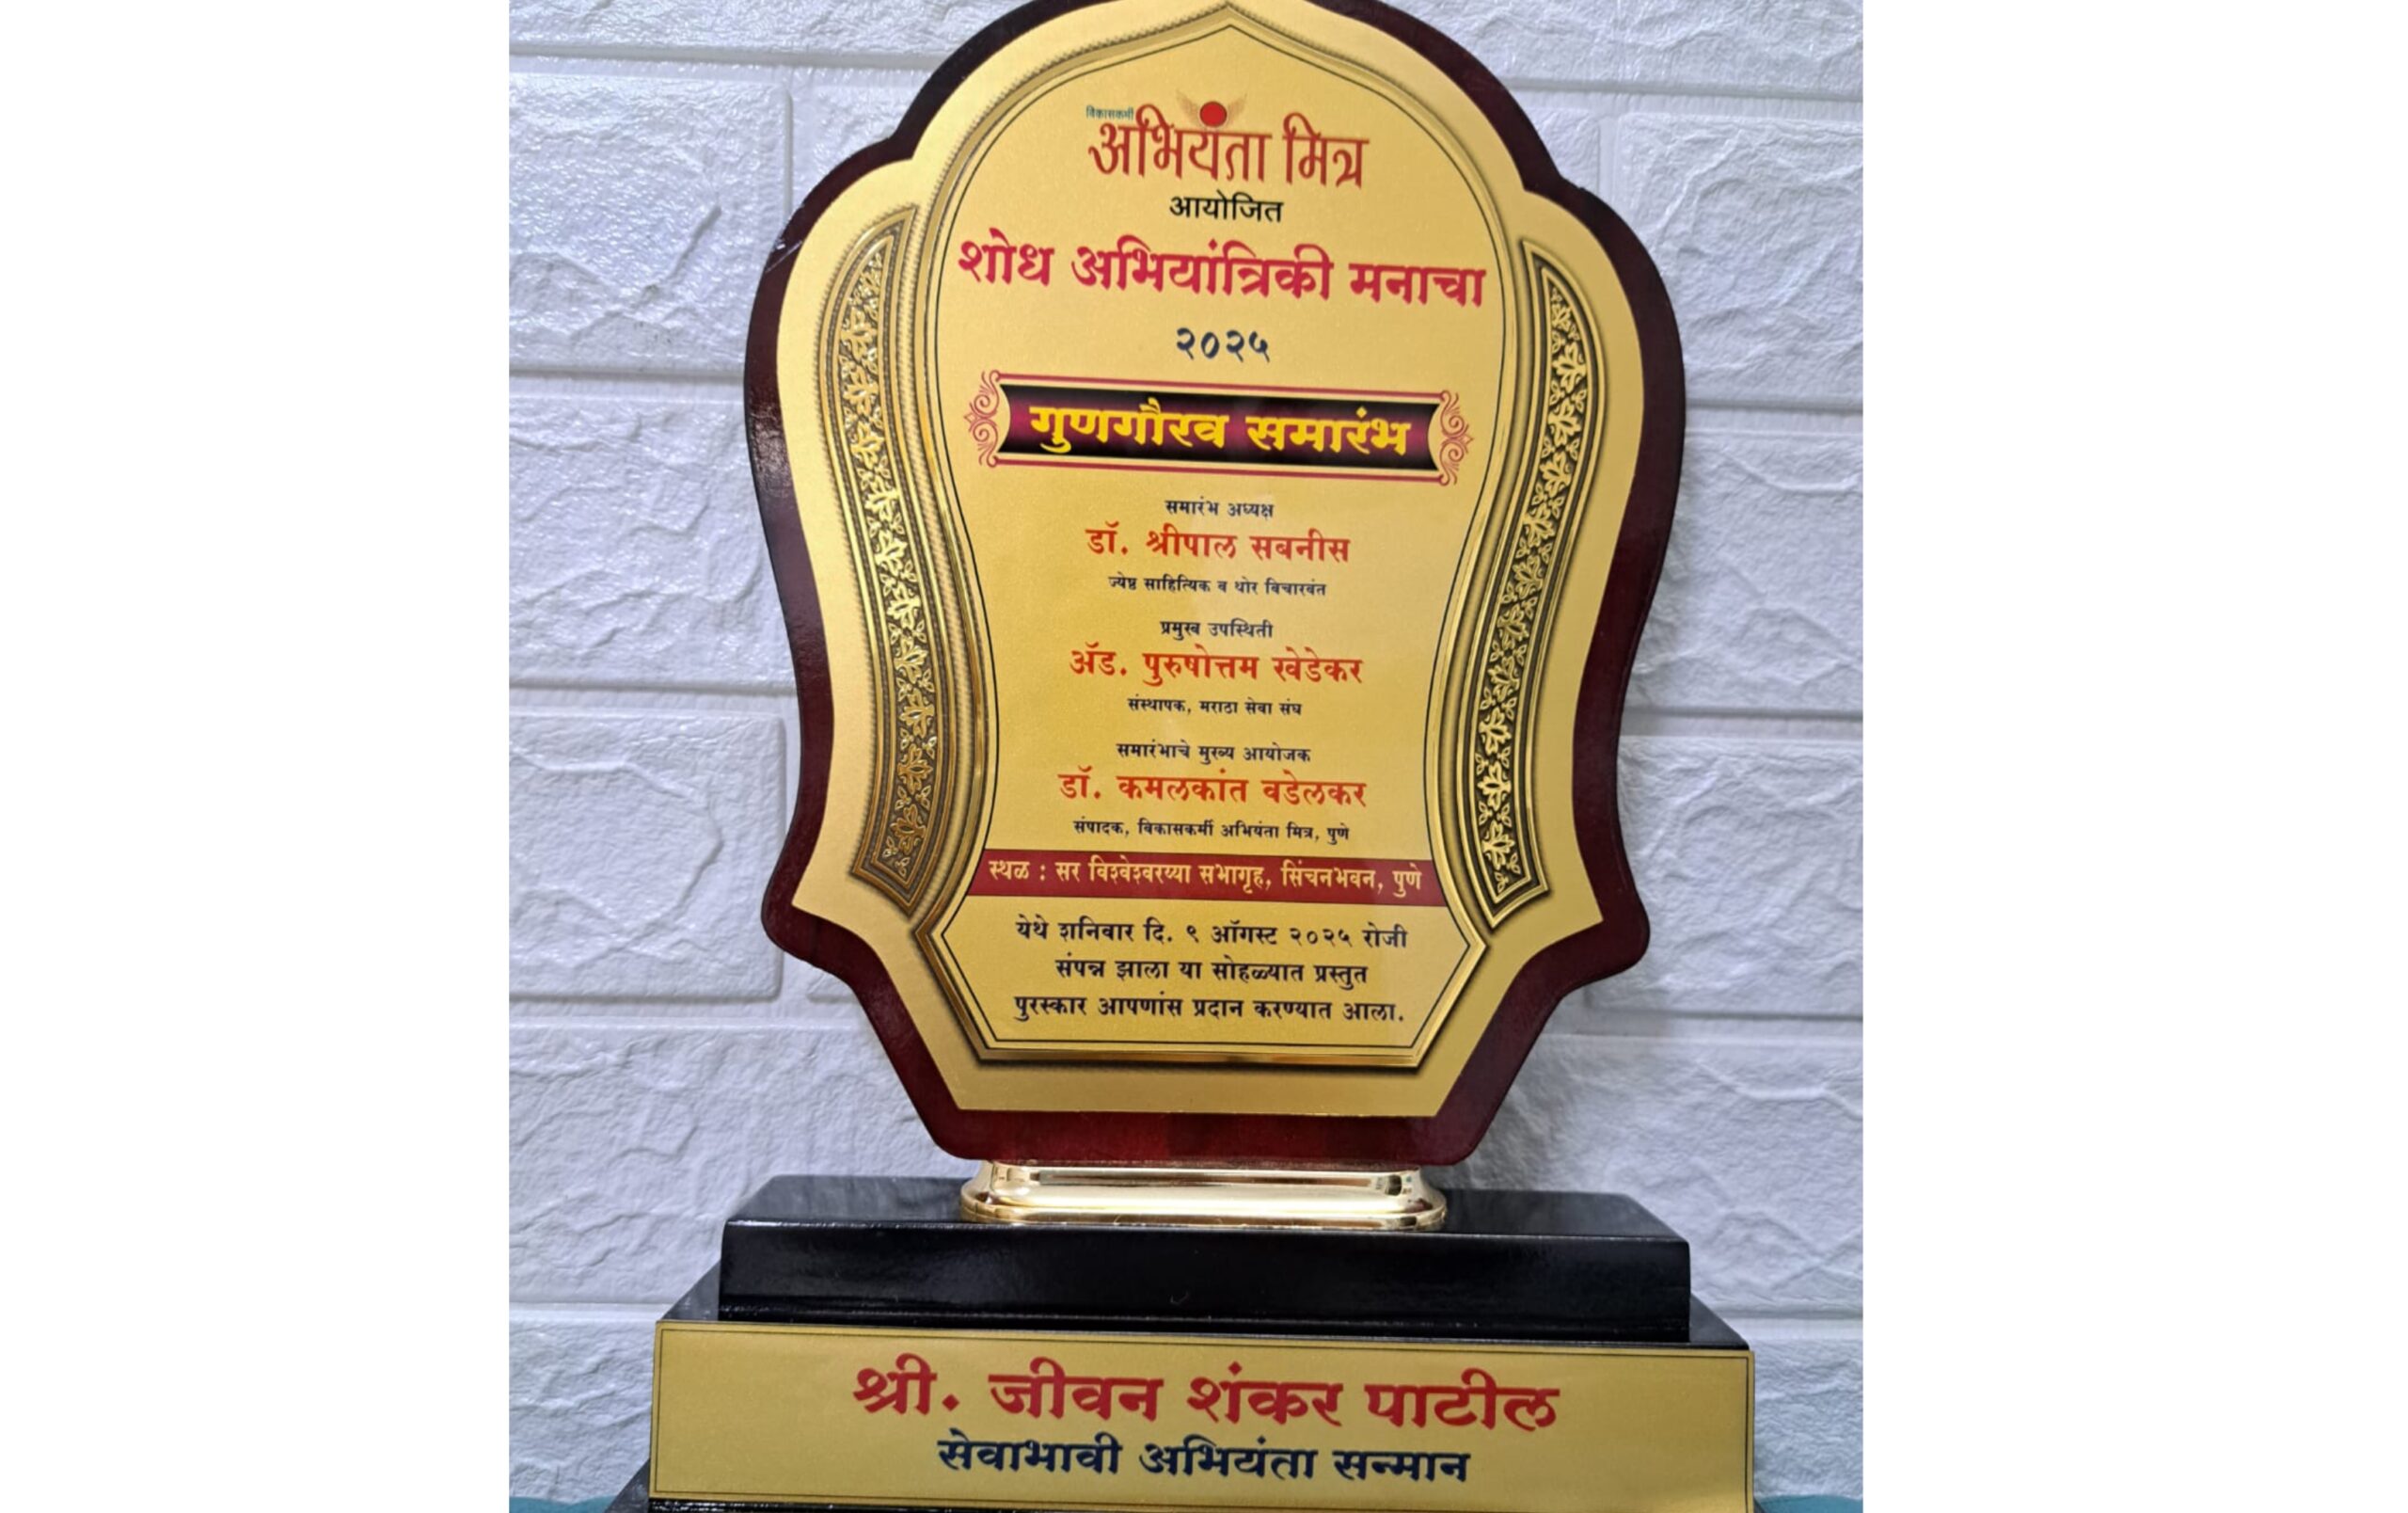 विकासकर्मी
अभियंता मित्र
आयोजित
शोध अभियांत्रिकी मनाचा
२०२५
गुणगौरव समारंभ
समारंभ अध्यक्ष
डॉ. श्रीपाल सबनीस
ज्येष्ठ साहित्यिक व थोर विचारवंत
प्रमुख उपस्थिती
ॲड. पुरुषोत्तम खेडेकर
संस्थापक, मराठा सेवा संघ
समारंभाचे मुख्य आयोजक
डॉ. कमलकांत वडेलकर
संपादक, विकासकर्मी अभियंता मित्र, पुणे
स्थळ : सर विश्वेश्वरय्या सभागृह, सिंचनभवन, पुणे
येथे शनिवार दि. ९ ऑगस्ट २०२५ रोजी
संपन्न झाला या सोहळ्यात प्रस्तुत
पुरस्कार आपणांस प्रदान करण्यात आला.
श्री. जीवन शंकर पाटील
सेवाभावी अभियंता सन्मान